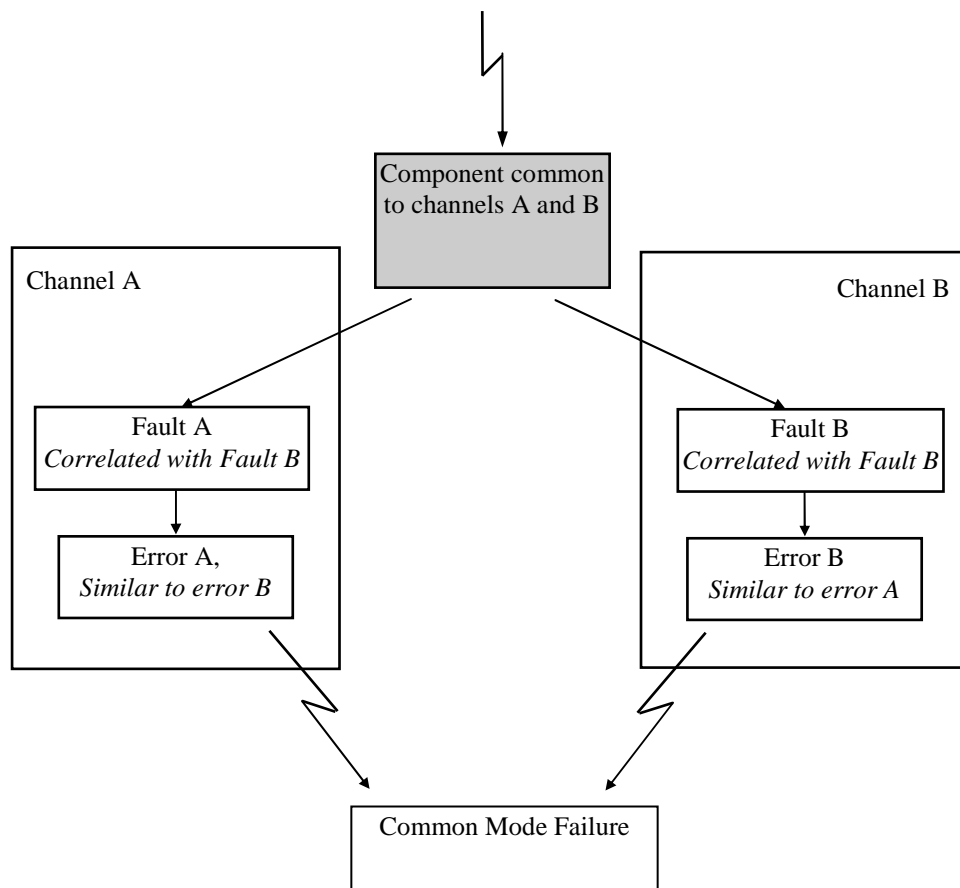 Component common
to channels A and B
Channel A
Channel B
Fault A
Correlated with Fault B
Fault B
Correlated with Fault B
Error A,
Similar to error B
Error B
Similar to error A
Common Mode Failure